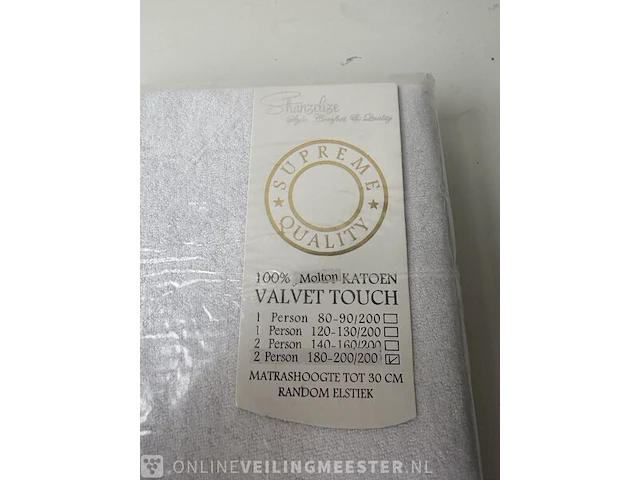 Shanzelize
Style, Comfort & Quality
★ SUPREME ★
QUALITY
100% Molton KATOEN
VALVET TOUCH
1 Person 80-90/200
1 Person 120-130/200
2 Person 140-160/200
2 Person 180-200/200
MATRASHOOGTE TOT 30 CM
RANDOM ELSTIEK
ONLINEVEILINGMEESTER.NL